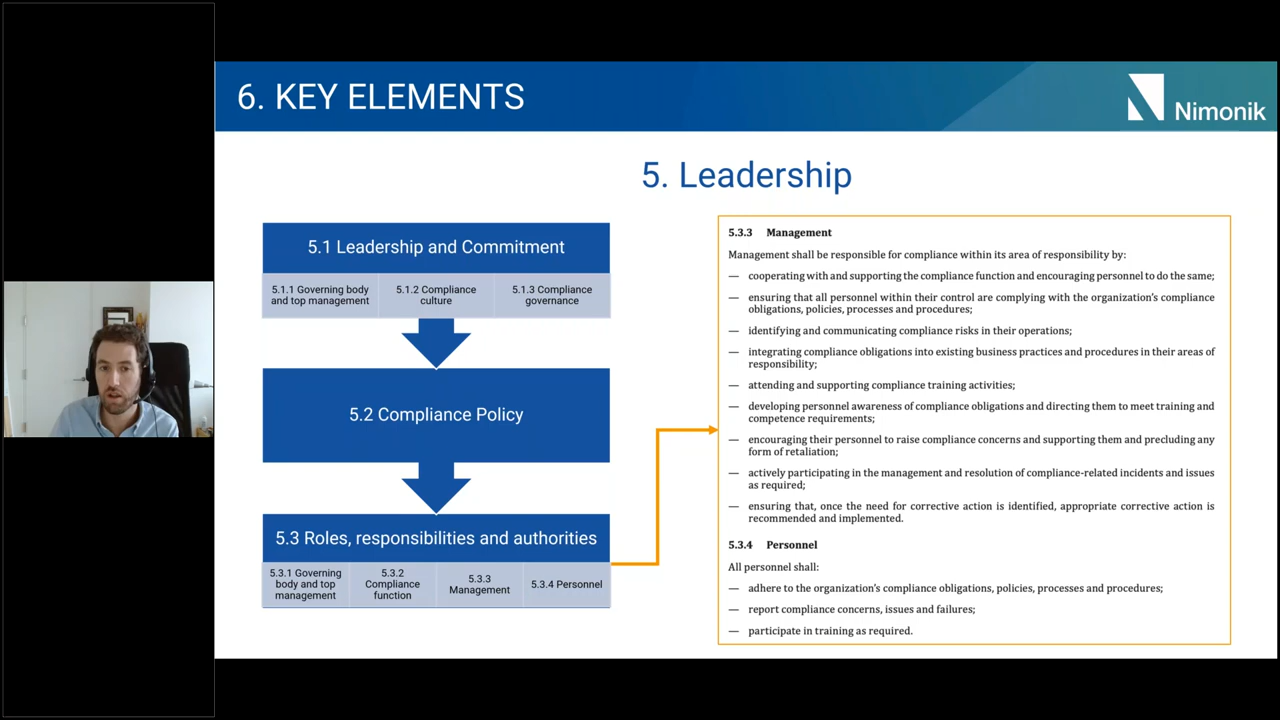 6. KEY ELEMENTS
Nimonik
5. Leadership
5.1 Leadership and Commitment
5.1.1 Governing body
and top management
5.1.2 Compliance
culture
5.1.3 Compliance
governance
5.2 Compliance Policy
5.3 Roles, responsibilities and authorities
5.3.1 Governing
body and top
management
5.3.2
Compliance
function
5.3.3
Management
5.3.4 Personnel
5.3.3 Management
Management shall be responsible for compliance within its area of responsibility by:
— cooperating with and supporting the compliance function and encouraging personnel to do the same;
— ensuring that all personnel within their control are complying with the organization's compliance
obligations, policies, processes and procedures;
— identifying and communicating compliance risks in their operations;
— integrating compliance obligations into existing business practices and procedures in their areas of
responsibility;
— attending and supporting compliance training activities;
— developing personnel awareness of compliance obligations and directing them to meet training and
competence requirements;
— encouraging their personnel to raise compliance concerns and supporting them and precluding any
form of retaliation;
— actively participating in the management and resolution of compliance-related incidents and issues
as required;
— ensuring that, once the need for corrective action is identified, appropriate corrective action is
recommended and implemented.
5.3.4 Personnel
All personnel shall:
— adhere to the organization's compliance obligations, policies, processes and procedures;
— report compliance concerns, issues and failures;
— participate in training as required.